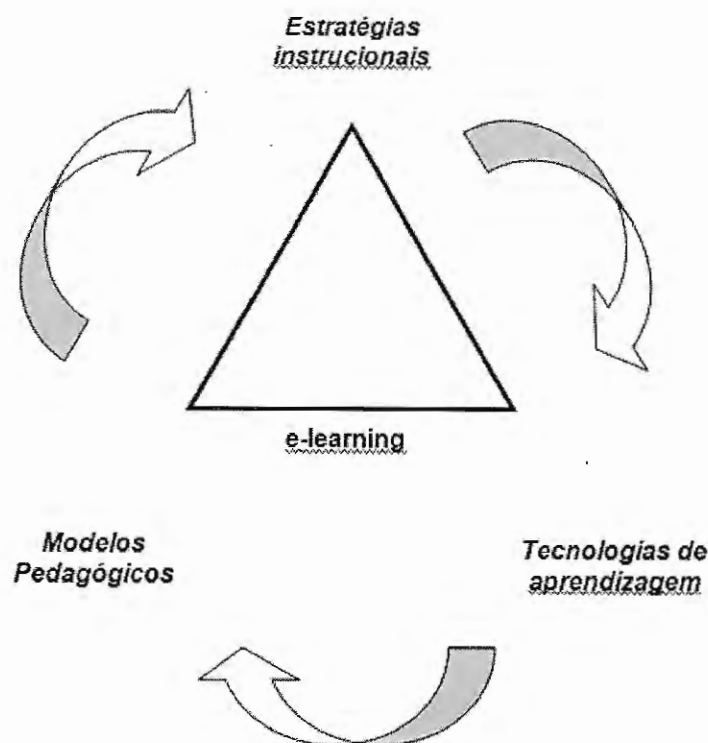 Estratégias
instrucionais
e-learning
Modelos
Pedagógicos
Tecnologias de
aprendizagem